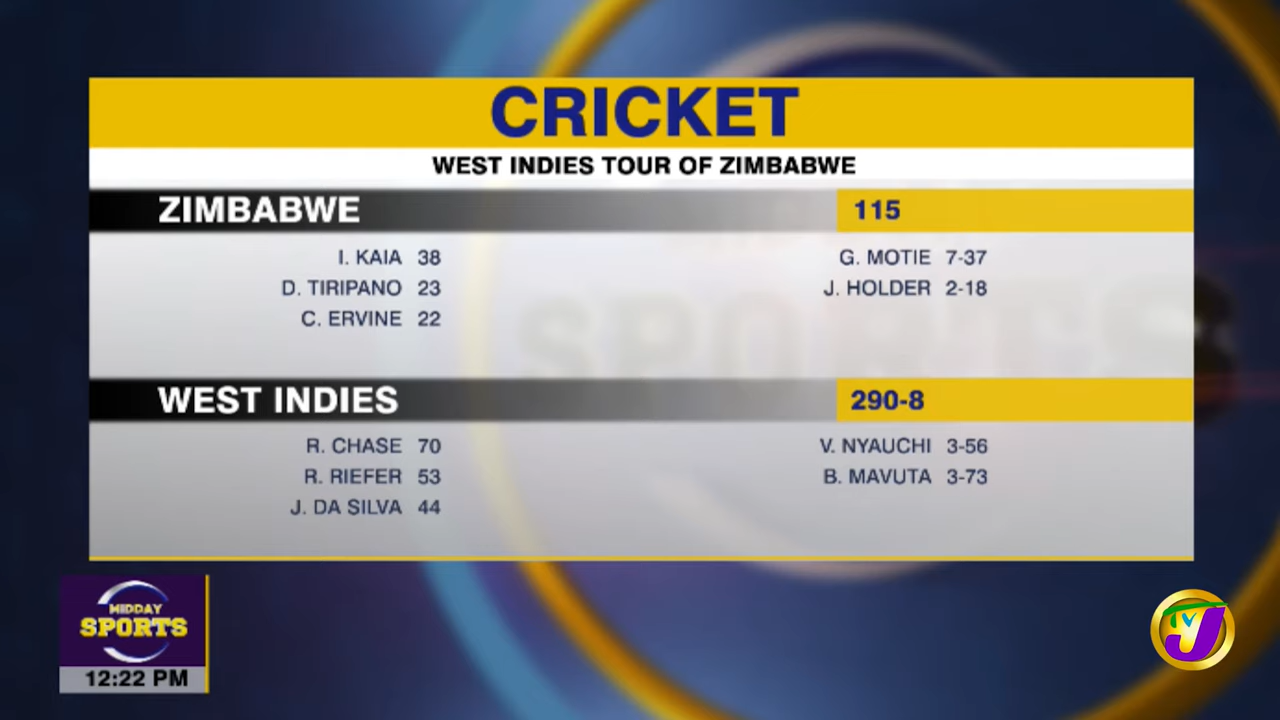 CRICKET
WEST INDIES TOUR OF ZIMBABWE
ZIMBABWE 115
I. KAIA 38 G. MOTIE 7-37
D. TIRIPANO 23 J. HOLDER 2-18
C. ERVINE 22
WEST INDIES 290-8
R. CHASE 70 V. NYAUCHI 3-56
R. RIEFER 53 B. MAVUTA 3-73
J. DA SILVA 44
SPORTS
MIDDAY
SPORTS
12:22 PM
TVJ